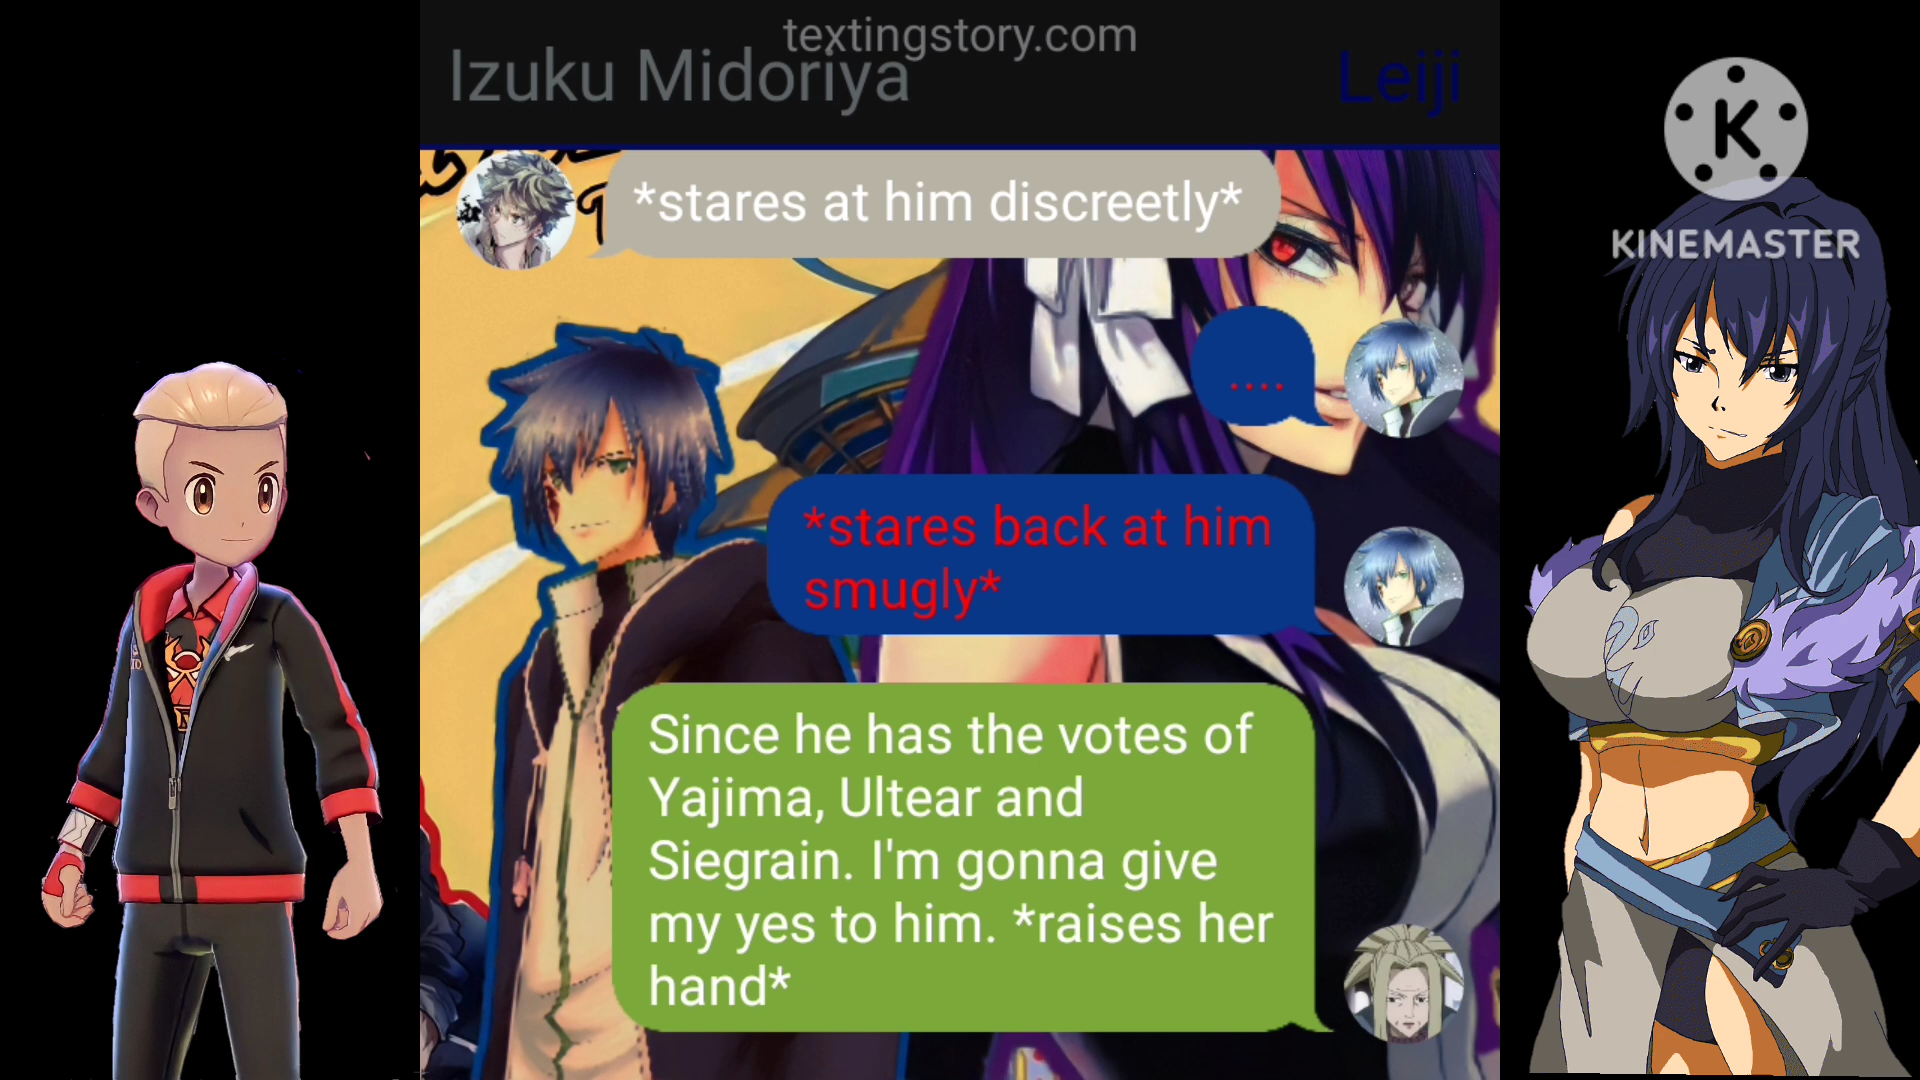 textingstory.com
Izuku Midoriya
Leiji
*stares at him discreetly*
....
*stares back at him
smugly*
Since he has the votes of
Yajima, Ultear and
Siegrain. I'm gonna give
my yes to him. *raises her
hand*
K
KINEMASTER